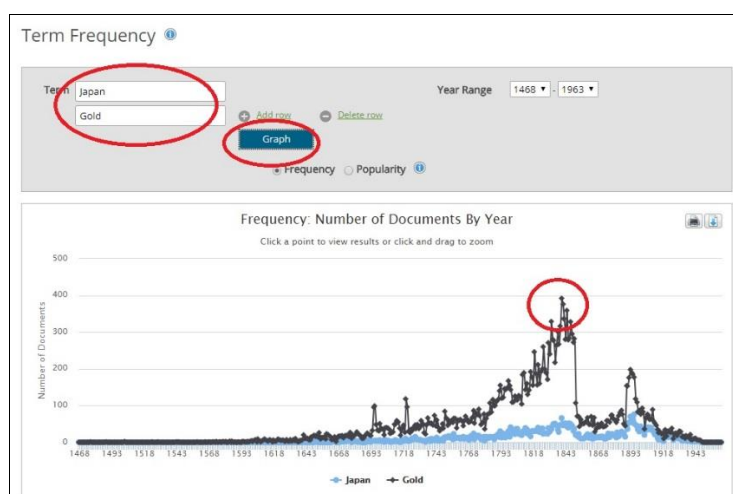 Term Frequency
Term Japan Year Range 1468 - 1963
Gold Add row Delete row
Graph
Frequency Popularity
Frequency: Number of Documents By Year
Click a point to view results or click and drag to zoom
Number of Documents
500
400
300
200
100
0
1468 1493 1518 1543 1568 1593 1618 1643 1668 1693 1718 1743 1768 1793 1818 1843 1868 1893 1918 1943
Japan Gold